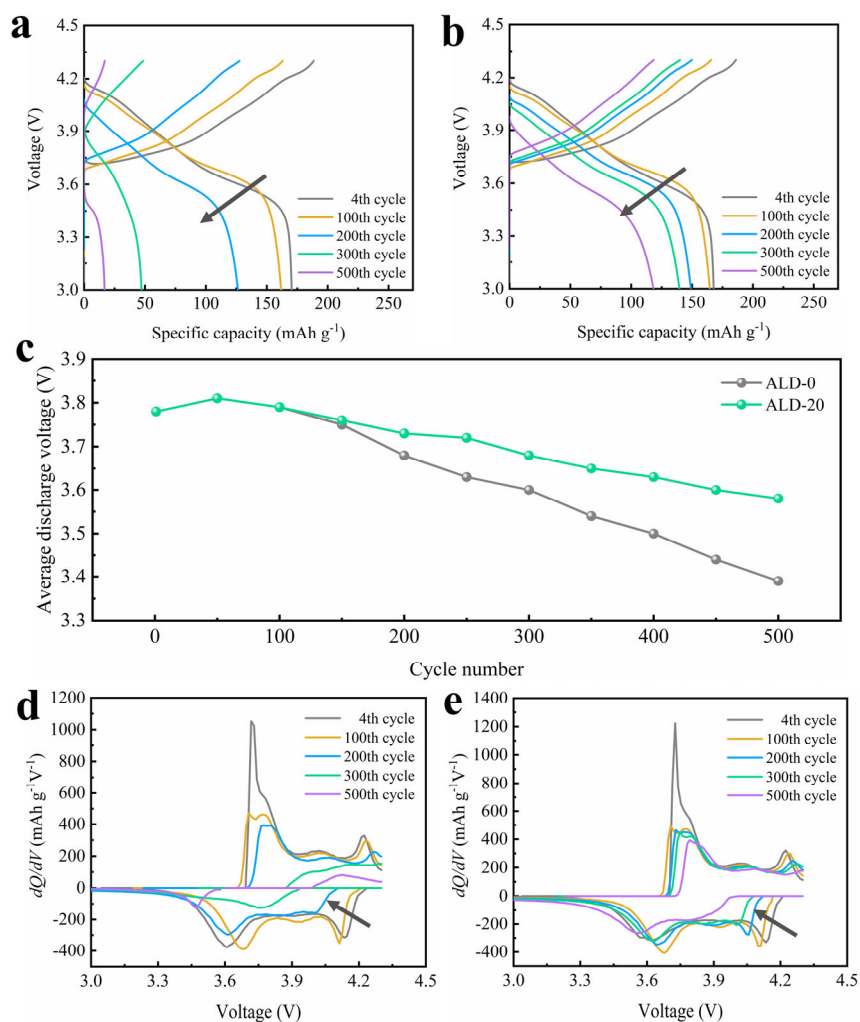 a
4.5
4.2
3.9
3.6
3.3
3.0
Votlage (V)
4th cycle
100th cycle
200th cycle
300th cycle
500th cycle
0 50 100 150 200 250
Specific capacity (mAh g⁻¹)
b
4.5
4.2
3.9
3.6
3.3
3.0
Votlage (V)
4th cycle
100th cycle
200th cycle
300th cycle
500th cycle
0 50 100 150 200 250
Specific capacity (mAh g⁻¹)
c
3.9
3.8
3.7
3.6
3.5
3.4
3.3
Average discharge voltage (V)
ALD-0
ALD-20
0 100 200 300 400 500
Cycle number
d
1200
1000
800
600
400
200
0
-200
-400
dQ/dV (mAh g⁻¹V⁻¹)
4th cycle
100th cycle
200th cycle
300th cycle
500th cycle
3.0 3.3 3.6 3.9 4.2 4.5
Voltage (V)
e
1400
1200
1000
800
600
400
200
0
-200
-400
dQ/dV (mAh g⁻¹V⁻¹)
4th cycle
100th cycle
200th cycle
300th cycle
500th cycle
3.0 3.3 3.6 3.9 4.2 4.5
Voltage (V)